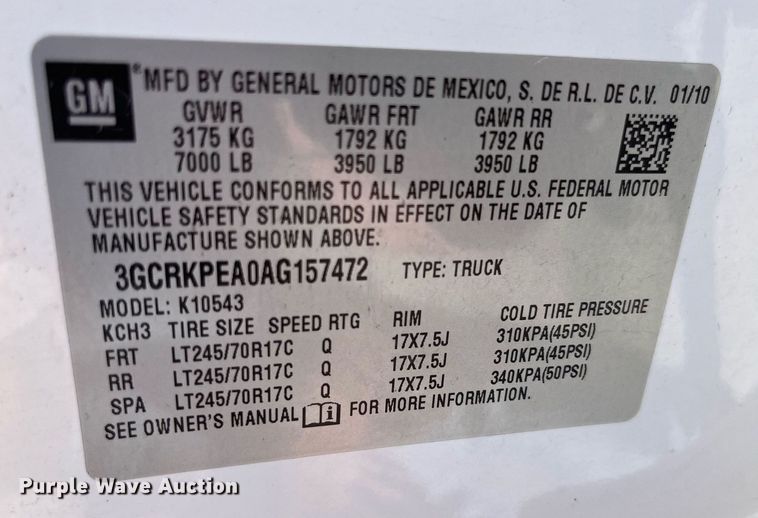 GM
*MFD BY GENERAL MOTORS DE MEXICO, S. DE R.L. DE C.V. 01/10
GVWR GAWR FRT GAWR RR
3175 KG 1792 KG 1792 KG
7000 LB 3950 LB 3950 LB
THIS VEHICLE CONFORMS TO ALL APPLICABLE U.S. FEDERAL MOTOR
VEHICLE SAFETY STANDARDS IN EFFECT ON THE DATE OF
MANUFACTURE SHOWN ABOVE.
3GCRKPEA0AG157472 TYPE: TRUCK
MODEL: K10543
KCH3 TIRE SIZE SPEED RTG RIM COLD TIRE PRESSURE
FRT LT245/70R17C Q 17X7.5J 310KPA(45PSI)
RR LT245/70R17C Q 17X7.5J 310KPA(45PSI)
SPA LT245/70R17C Q 17X7.5J 340KPA(50PSI)
SEE OWNER'S MANUAL i FOR MORE INFORMATION.
Purple Wave Auction